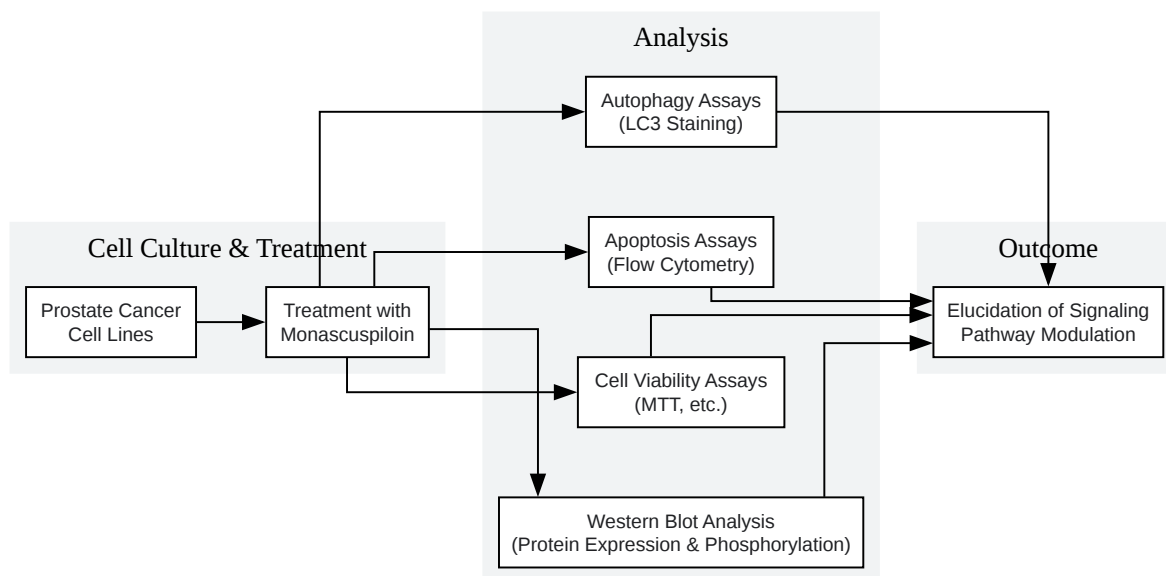 Analysis
Autophagy Assays
(LC3 Staining)
Cell Culture & Treatment
Prostate Cancer
Cell Lines
Treatment with
Monascuspiloin
Apoptosis Assays
(Flow Cytometry)
Cell Viability Assays
(MTT, etc.)
Western Blot Analysis
(Protein Expression & Phosphorylation)
Outcome
Elucidation of Signaling
Pathway Modulation